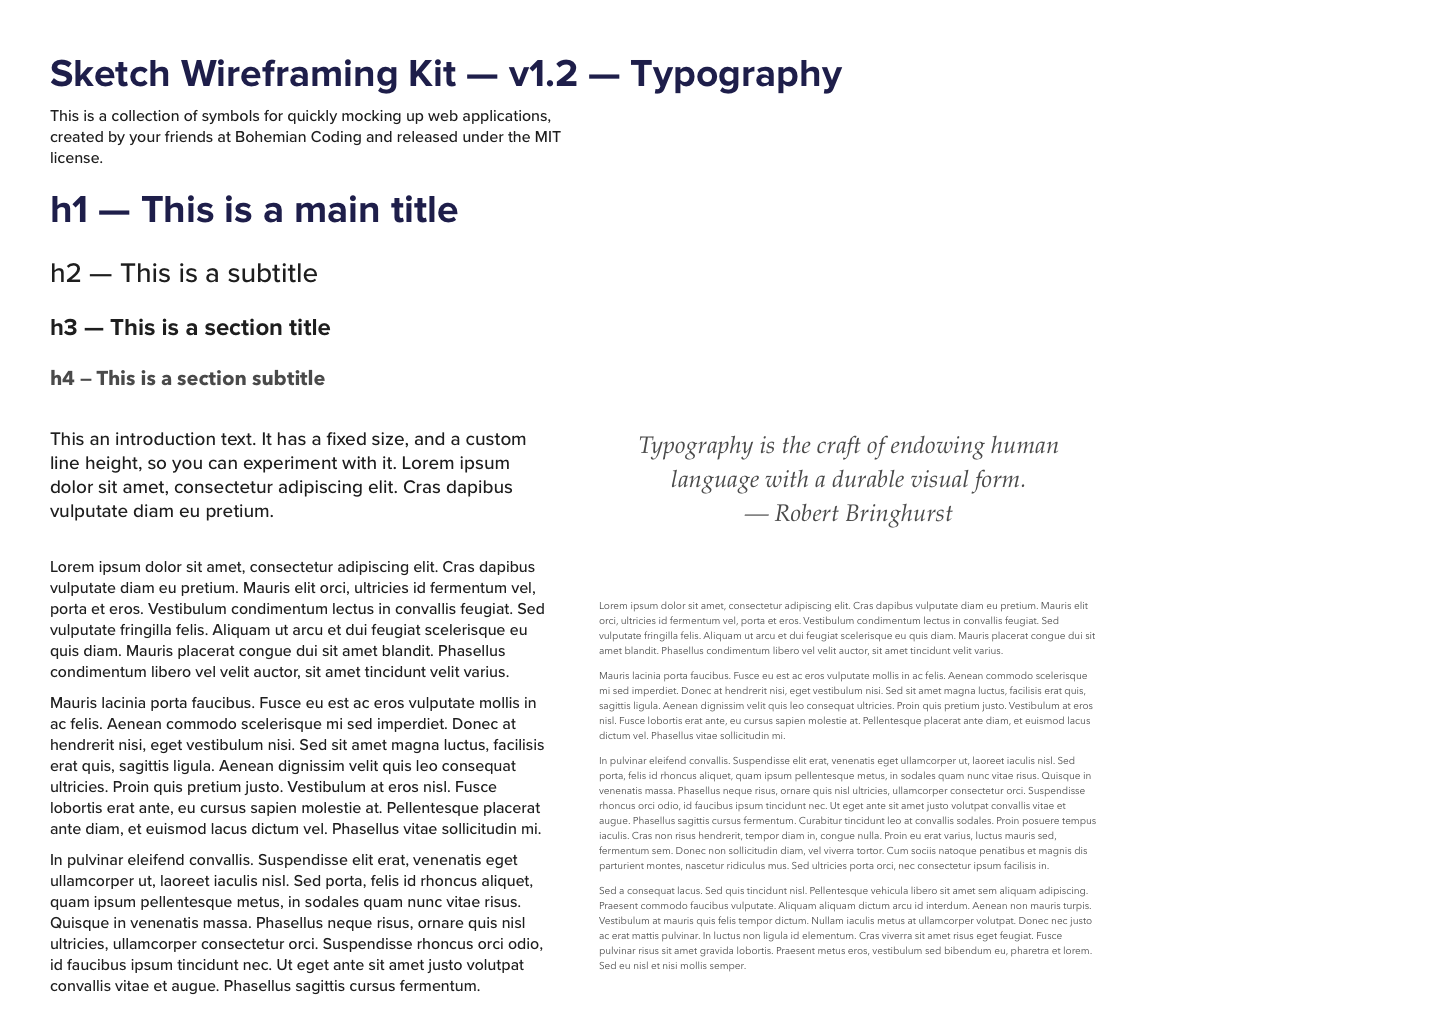 Sketch Wireframing Kit — v1.2 — Typography
This is a collection of symbols for quickly mocking up web applications,
created by your friends at Bohemian Coding and released under the MIT
license.
h1 — This is a main title
h2 — This is a subtitle
h3 — This is a section title
h4 – This is a section subtitle
This an introduction text. It has a fixed size, and a custom
line height, so you can experiment with it. Lorem ipsum
dolor sit amet, consectetur adipiscing elit. Cras dapibus
vulputate diam eu pretium.
Lorem ipsum dolor sit amet, consectetur adipiscing elit. Cras dapibus
vulputate diam eu pretium. Mauris elit orci, ultricies id fermentum vel,
porta et eros. Vestibulum condimentum lectus in convallis feugiat. Sed
vulputate fringilla felis. Aliquam ut arcu et dui feugiat scelerisque eu
quis diam. Mauris placerat congue dui sit amet blandit. Phasellus
condimentum libero vel velit auctor, sit amet tincidunt velit varius.
Mauris lacinia porta faucibus. Fusce eu est ac eros vulputate mollis in
ac felis. Aenean commodo scelerisque mi sed imperdiet. Donec at
hendrerit nisi, eget vestibulum nisi. Sed sit amet magna luctus, facilisis
erat quis, sagittis ligula. Aenean dignissim velit quis leo consequat
ultricies. Proin quis pretium justo. Vestibulum at eros nisl. Fusce
lobortis erat ante, eu cursus sapien molestie at. Pellentesque placerat
ante diam, et euismod lacus dictum vel. Phasellus vitae sollicitudin mi.
In pulvinar eleifend convallis. Suspendisse elit erat, venenatis eget
ullamcorper ut, laoreet iaculis nisl. Sed porta, felis id rhoncus aliquet,
quam ipsum pellentesque metus, in sodales quam nunc vitae risus.
Quisque in venenatis massa. Phasellus neque risus, ornare quis nisl
ultricies, ullamcorper consectetur orci. Suspendisse rhoncus orci odio,
id faucibus ipsum tincidunt nec. Ut eget ante sit amet justo volutpat
convallis vitae et augue. Phasellus sagittis cursus fermentum.
Typography is the craft of endowing human
language with a durable visual form.
— Robert Bringhurst
Lorem ipsum dolor sit amet, consectetur adipiscing elit. Cras dapibus vulputate diam eu pretium. Mauris elit
orci, ultricies id fermentum vel, porta et eros. Vestibulum condimentum lectus in convallis feugiat. Sed
vulputate fringilla felis. Aliquam ut arcu et dui feugiat scelerisque eu quis diam. Mauris placerat congue dui sit
amet blandit. Phasellus condimentum libero vel velit auctor, sit amet tincidunt velit varius.
Mauris lacinia porta faucibus. Fusce eu est ac eros vulputate mollis in ac felis. Aenean commodo scelerisque
mi sed imperdiet. Donec at hendrerit nisi, eget vestibulum nisi. Sed sit amet magna luctus, facilisis erat quis,
sagittis ligula. Aenean dignissim velit quis leo consequat ultricies. Proin quis pretium justo. Vestibulum at eros
nisl. Fusce lobortis erat ante, eu cursus sapien molestie at. Pellentesque placerat ante diam, et euismod lacus
dictum vel. Phasellus vitae sollicitudin mi.
In pulvinar eleifend convallis. Suspendisse elit erat, venenatis eget ullamcorper ut, laoreet iaculis nisl. Sed
porta, felis id rhoncus aliquet, quam ipsum pellentesque metus, in sodales quam nunc vitae risus. Quisque in
venenatis massa. Phasellus neque risus, ornare quis nisl ultricies, ullamcorper consectetur orci. Suspendisse
rhoncus orci odio, id faucibus ipsum tincidunt nec. Ut eget ante sit amet justo volutpat convallis vitae et
augue. Phasellus sagittis cursus fermentum. Curabitur tincidunt leo at convallis sodales. Proin posuere tempus
iaculis. Cras non risus hendrerit, tempor diam in, congue nulla. Proin eu erat varius, luctus mauris sed,
fermentum sem. Donec non sollicitudin diam, vel viverra tortor. Cum sociis natoque penatibus et magnis dis
parturient montes, nascetur ridiculus mus. Sed ultricies porta orci, nec consectetur ipsum facilisis in.
Sed a consequat lacus. Sed quis tincidunt nisl. Pellentesque vehicula libero sit amet sem aliquam adipiscing.
Praesent commodo faucibus vulputate. Aliquam aliquam dictum arcu id interdum. Aenean non mauris turpis.
Vestibulum at mauris quis felis tempor dictum. Nullam iaculis metus at ullamcorper volutpat. Donec nec justo
ac erat mattis pulvinar. In luctus non ligula id elementum. Cras viverra sit amet risus eget feugiat. Fusce
pulvinar risus sit amet gravida lobortis. Praesent metus eros, vestibulum sed bibendum eu, pharetra et lorem.
Sed eu nisl et nisi mollis semper.